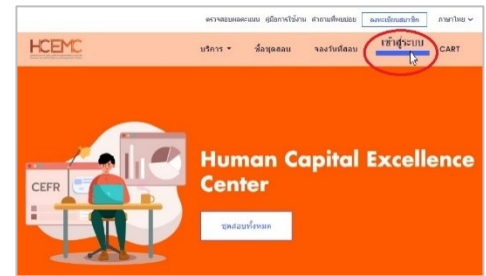 ตรวจสอบผลคะแนน คู่มือการใช้งาน คำถามที่พบบ่อย ลงทะเบียนสมาชิก ภาษาไทย
HCEMC
บริการ ซื้อชุดสอบ จองวันที่สอบ เข้าสู่ระบบ CART
CEFR
Human Capital Excellence
Center
ชุดสอบทั้งหมด